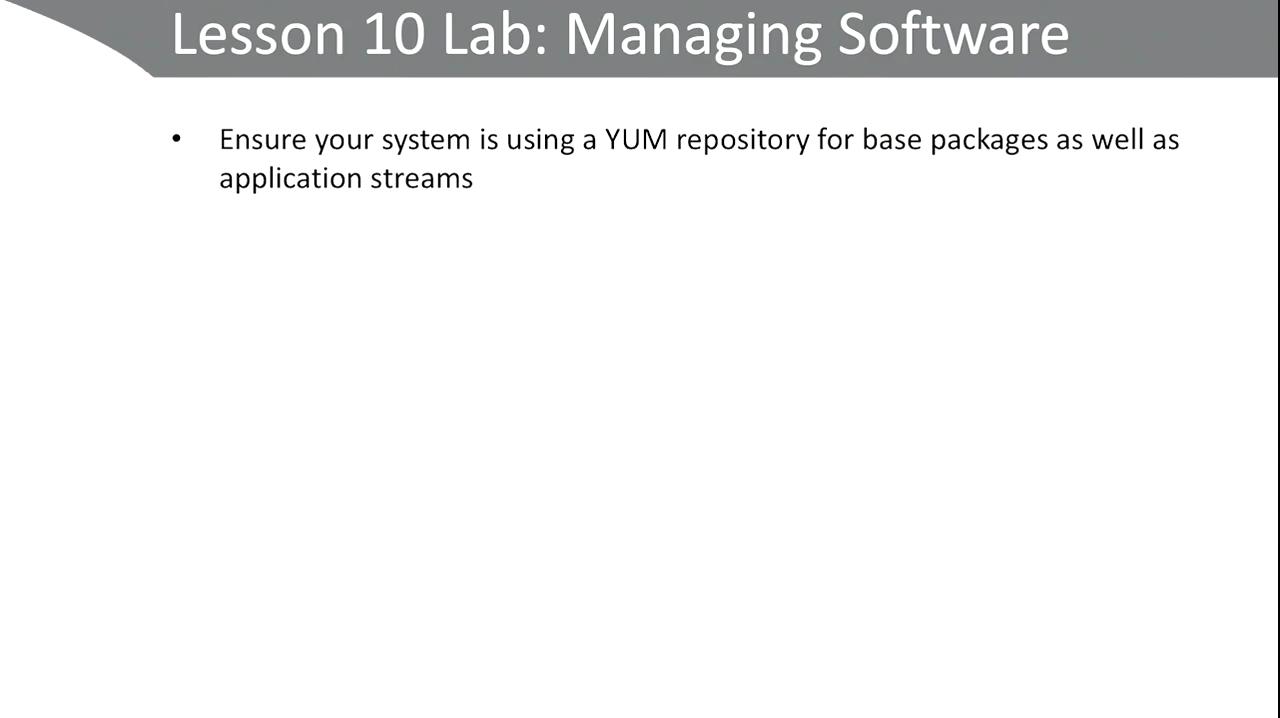 Lesson 10 Lab: Managing Software
• Ensure your system is using a YUM repository for base packages as well as
application streams